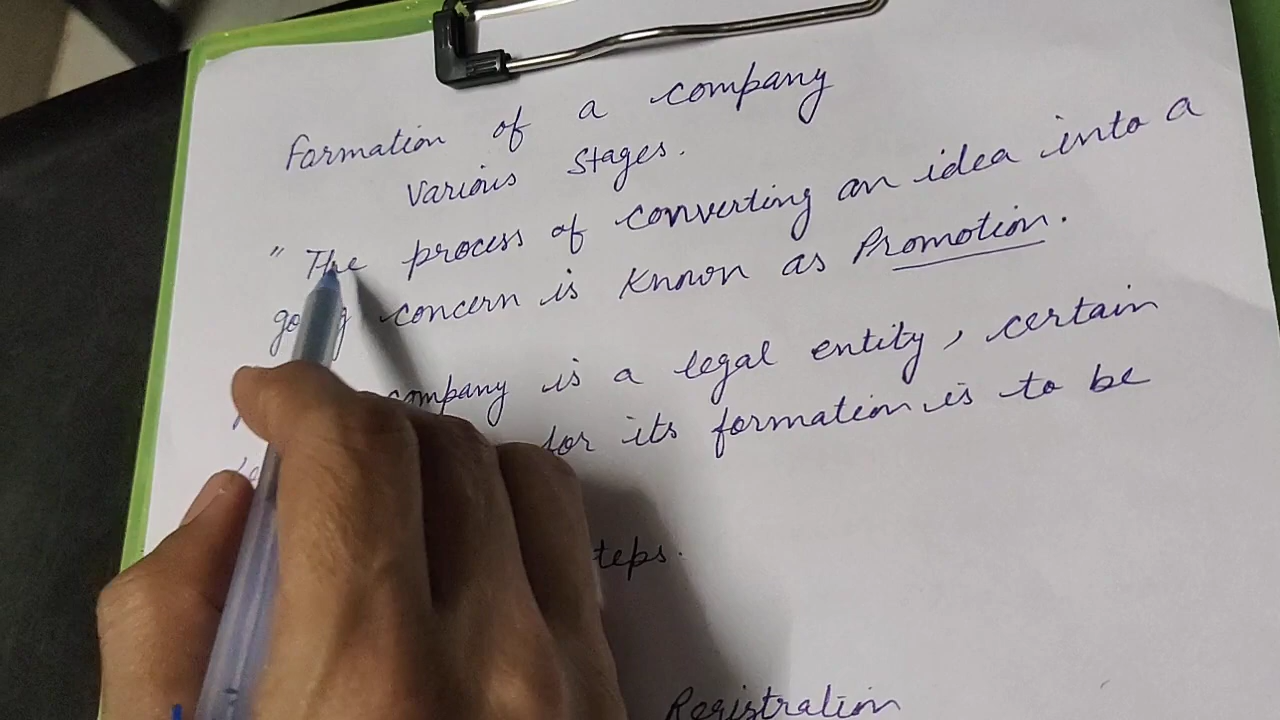 Formation of a company
Various Stages.
" The process of converting an idea into a
going concern is known as Promotion.
company is a legal entity, certain
for its formation is to be
teps.
Registration